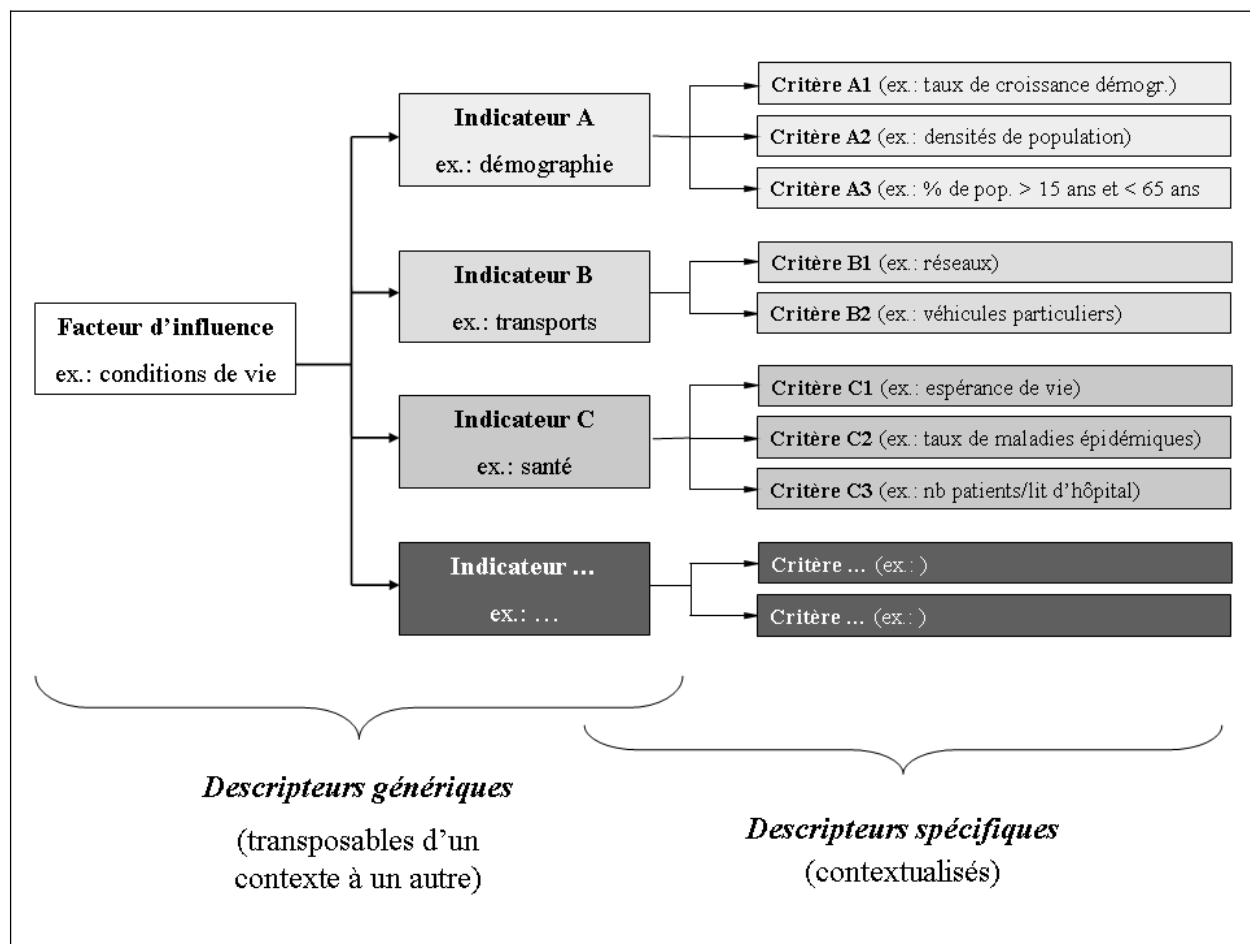 Facteur d’influence
ex.: conditions de vie
Indicateur A
ex.: démographie
Critère A1 (ex.: taux de croissance démogr.)
Critère A2 (ex.: densités de population)
Critère A3 (ex.: % de pop. > 15 ans et < 65 ans
Indicateur B
ex.: transports
Critère B1 (ex.: réseaux)
Critère B2 (ex.: véhicules particuliers)
Indicateur C
ex.: santé
Critère C1 (ex.: espérance de vie)
Critère C2 (ex.: taux de maladies épidémiques)
Critère C3 (ex.: nb patients/lit d’hôpital)
Indicateur …
ex.: …
Critère … (ex.: )
Critère … (ex.: )
Descripteurs génériques
(transposables d’un
contexte à un autre)
Descripteurs spécifiques
(contextualisés)